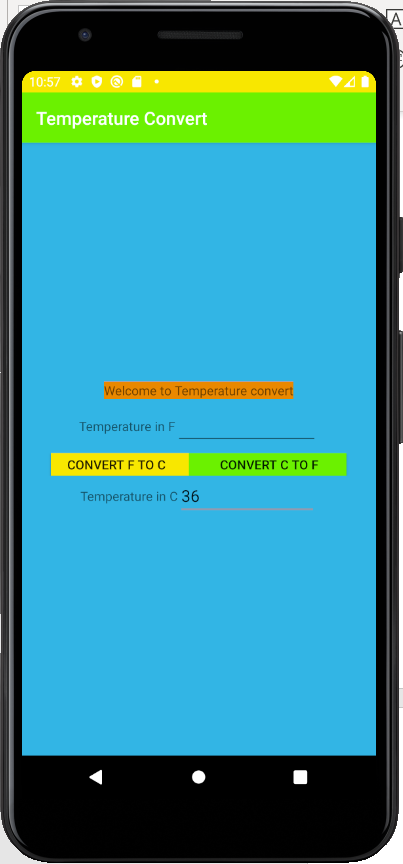 10:57
Temperature Convert
Welcome to Temperature convert
Temperature in F
CONVERT F TO C CONVERT C TO F
Temperature in C 36
A